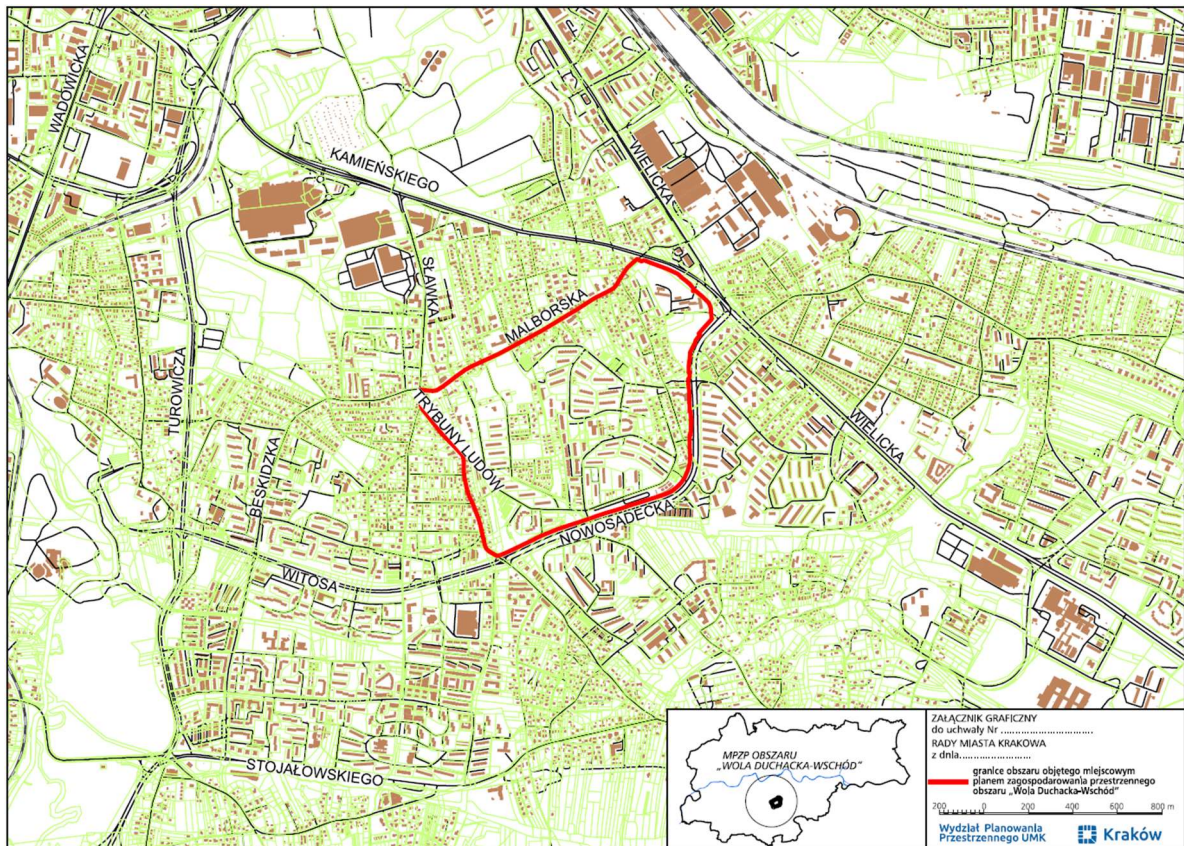 WADOWICKA
KAMIEŃSKIEGO
WIELICKA
SŁAWKA
MALBORSKA
TUROWICZA
TRYBUNY LUDÓW
BESKIDZKA
WIELICKA
NOWOSĄDECKA
WITOSA
STOJAŁOWSKIEGO
MPZP OBSZARU
„WOLA DUCHACKA-WSCHÓD”
ZAŁĄCZNIK GRAFICZNY
do uchwały Nr ................................
RADY MIASTA KRAKOWA
z dnia........................
granice obszaru objętego miejscowym
planem zagospodarowania przestrzennego
obszaru „Wola Duchacka-Wschód”
200 0 200 400 600 800 m
Wydział Planowania
Przestrzennego UMK
Kraków